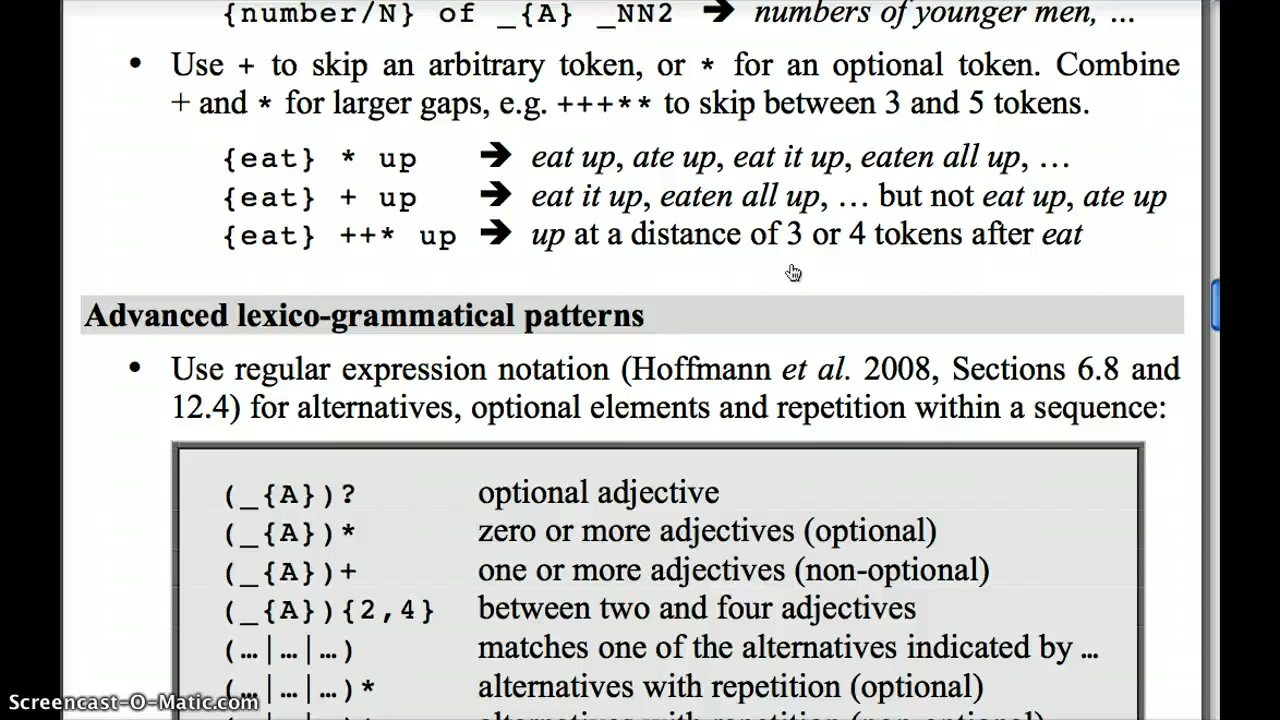 {number/N} of _{A} _NN2 ➔ numbers of younger men, …
• Use + to skip an arbitrary token, or * for an optional token. Combine
+ and * for larger gaps, e.g. +++** to skip between 3 and 5 tokens.
{eat} * up ➔ eat up, ate up, eat it up, eaten all up, …
{eat} + up ➔ eat it up, eaten all up, … but not eat up, ate up
{eat} ++* up ➔ up at a distance of 3 or 4 tokens after eat
Advanced lexico-grammatical patterns
• Use regular expression notation (Hoffmann et al. 2008, Sections 6.8 and
12.4) for alternatives, optional elements and repetition within a sequence:
(_{A})? optional adjective
(_{A})* zero or more adjectives (optional)
(_{A})+ one or more adjectives (non-optional)
(_{A}){2,4} between two and four adjectives
(…|…|…) matches one of the alternatives indicated by …
(…|…|…)* alternatives with repetition (optional)
alternatives with repetition (non-optional)
Screencast-O-Matic.com